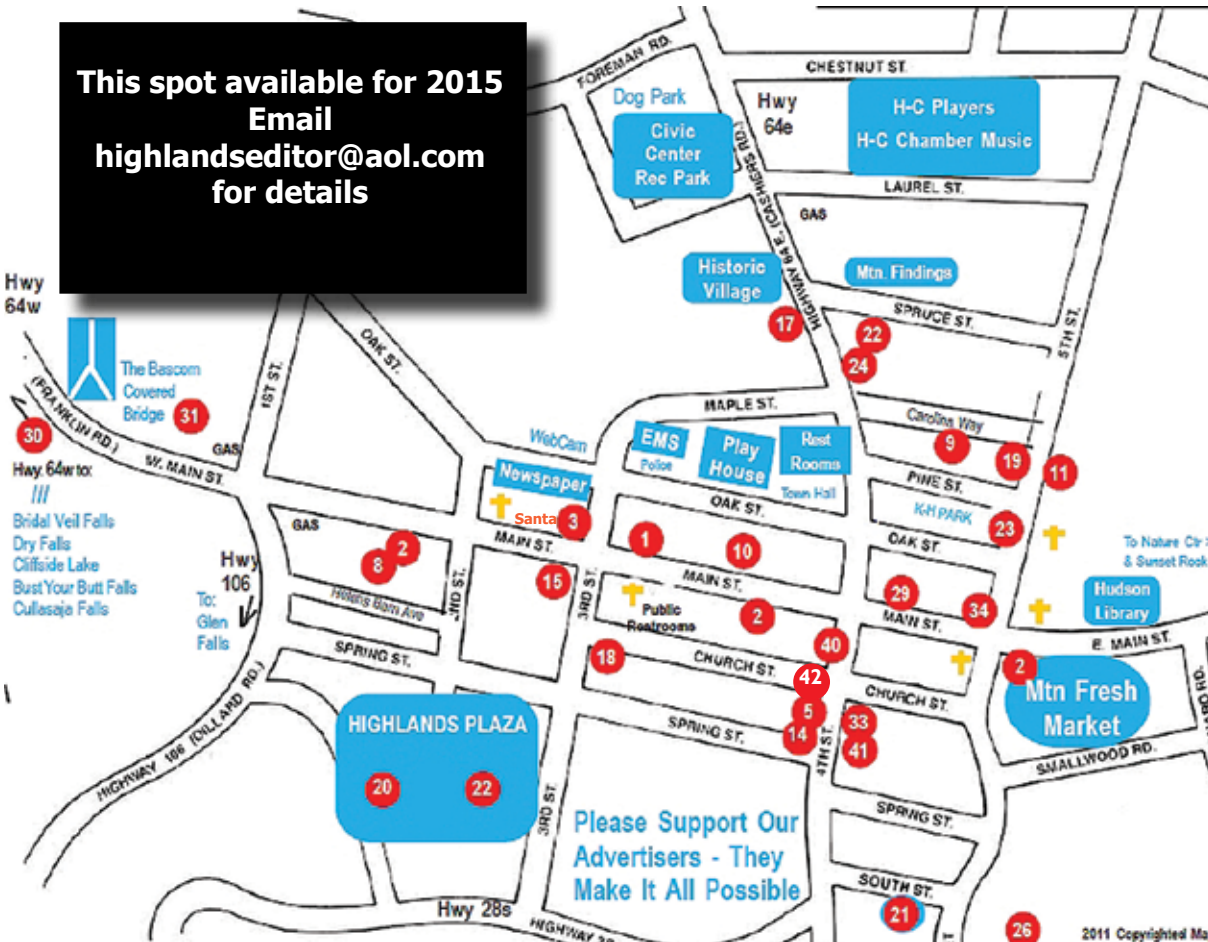 This spot available for 2015
Email
highlandseditor@aol.com
for details
FOREMAN RD.
Dog Park
Civic
Center
Rec Park
Hwy
64e
CHESTNUT ST.
H-C Players
H-C Chamber Music
LAUREL ST.
GAS
HIGHWAY 64 E. (CASHIERS RD.)
Historic
Village
Mtn. Findings
SPRUCE ST.
5TH ST.
17
22
24
Hwy
64w
The Bascom
Covered
Bridge
31
30
(FRANKLIN RD.)
W. MAIN ST.
GAS
1ST ST.
OAK ST.
Hwy. 64w to:
///
Bridal Veil Falls
Dry Falls
Cliffside Lake
Bust Your Butt Falls
Cullasaja Falls
MAPLE ST.
Carolina Way
9
19
11
PINE ST.
WebCam
Newspaper
EMS
Police
Play
House
Rest
Rooms
Town Hall
OAK ST.
K-H PARK
23
OAK ST.
Santa
3
MAIN ST.
GAS
2
8
Hwy
106
To:
Glen
Falls
Helens Barn Ave
2ND ST.
15
3RD ST.
1
10
MAIN ST.
Public
Restrooms
2
29
34
MAIN ST.
To Nature Ctr
& Sunset Rock
Hudson
Library
E. MAIN ST.
40
18
CHURCH ST.
42
5
14
4TH ST.
33
41
CHURCH ST.
2
Mtn Fresh
Market
SMALLWOOD RD.
SPRING ST.
SPRING ST.
SPRING ST.
HIGHWAY 106 (DILLARD RD.)
HIGHLANDS PLAZA
20
22
3RD ST.
Please Support Our
Advertisers - They
Make It All Possible
SOUTH ST.
21
26
Hwy 28s
2011 Copyrighted Ma